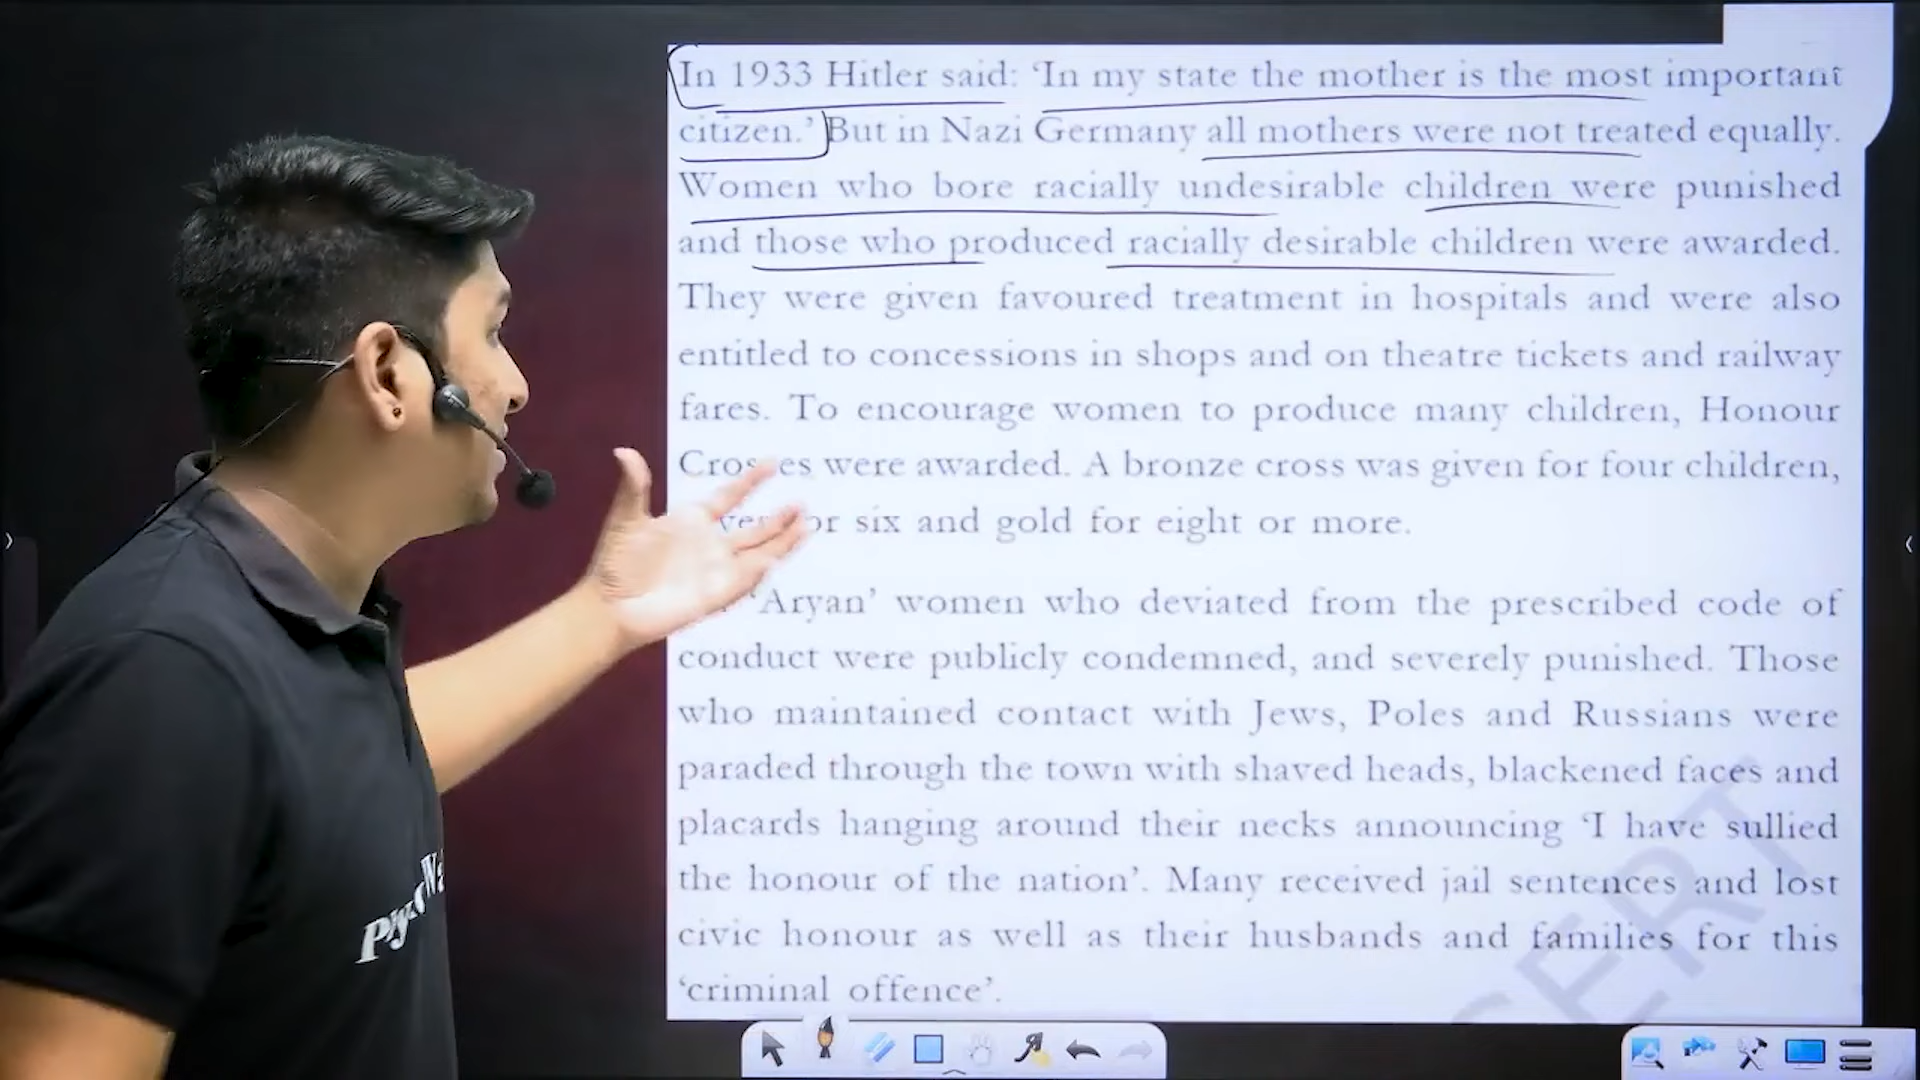 In 1933 Hitler said: ‘In my state the mother is the most important
citizen.’ But in Nazi Germany all mothers were not treated equally.
Women who bore racially undesirable children were punished
and those who produced racially desirable children were awarded.
They were given favoured treatment in hospitals and were also
entitled to concessions in shops and on theatre tickets and railway
fares. To encourage women to produce many children, Honour
Crosses were awarded. A bronze cross was given for four children,
six and gold for eight or more.
‘Aryan’ women who deviated from the prescribed code of
conduct were publicly condemned, and severely punished. Those
who maintained contact with Jews, Poles and Russians were
paraded through the town with shaved heads, blackened faces and
placards hanging around their necks announcing ‘I have sullied
the honour of the nation’. Many received jail sentences and lost
civic honour as well as their husbands and families for this
‘criminal offence’.